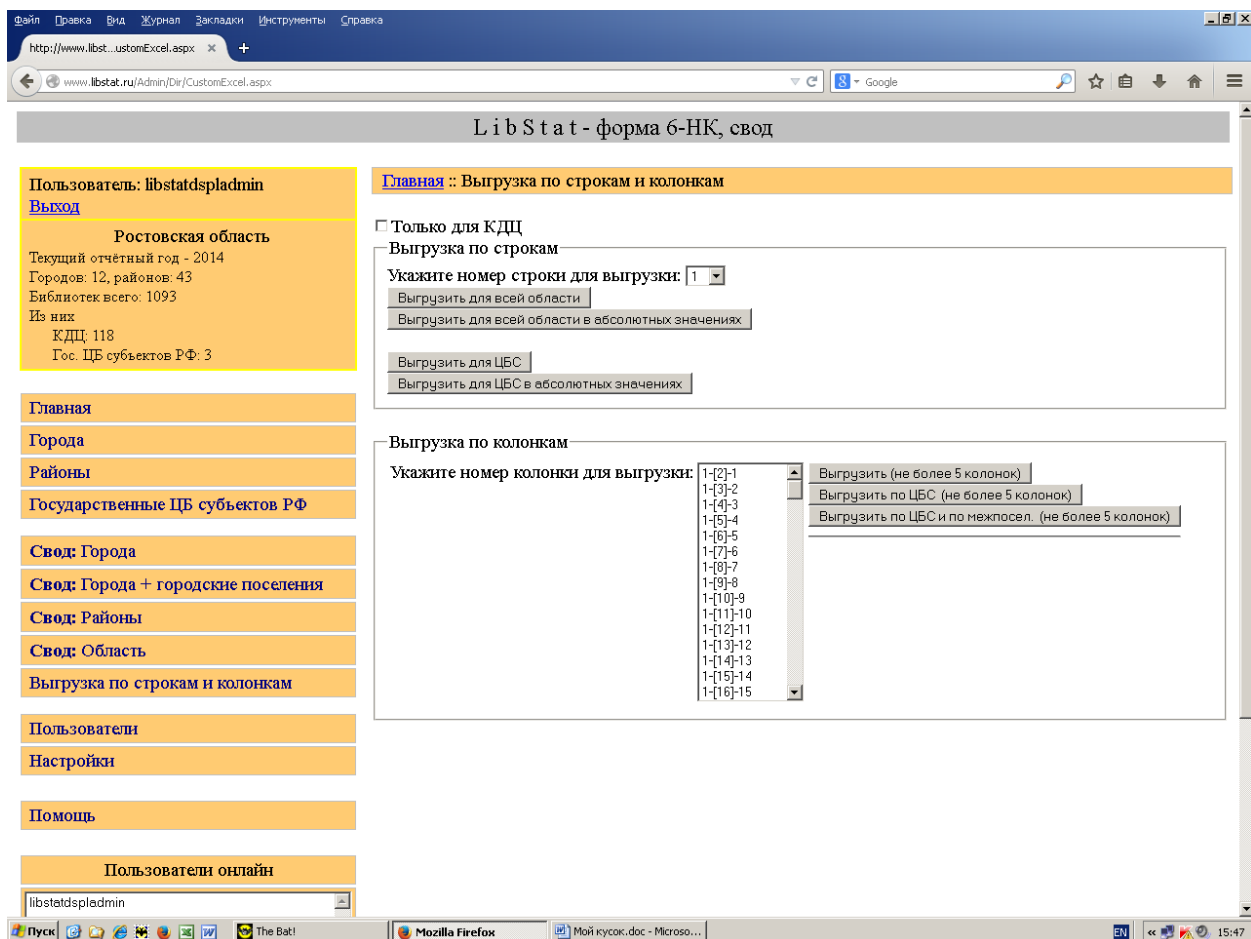 Файл Правка Вид Журнал Закладки Инструменты Справка
http://www.libst...ustomExcel.aspx × +
www.libstat.ru/Admin/Dir/CustomExcel.aspx
8 Google
L i b S t a t - форма 6-НК, свод
Пользователь: libstatdspladmin
Выход
Ростовская область
Текущий отчётный год - 2014
Городов: 12, районов: 43
Библиотек всего: 1093
Из них
КДЦ: 118
Гос. ЦБ субъектов РФ: 3
Главная
Города
Районы
Государственные ЦБ субъектов РФ
Свод: Города
Свод: Города + городские поселения
Свод: Районы
Свод: Область
Выгрузка по строкам и колонкам
Пользователи
Настройки
Помощь
Пользователи онлайн
libstatdspladmin
Главная :: Выгрузка по строкам и колонкам
Только для КДЦ
Выгрузка по строкам
Укажите номер строки для выгрузки: 1
Выгрузить для всей области
Выгрузить для всей области в абсолютных значениях
Выгрузить для ЦБС
Выгрузить для ЦБС в абсолютных значениях
Выгрузка по колонкам
Укажите номер колонки для выгрузки:
1-[2]-1
1-[3]-2
1-[4]-3
1-[5]-4
1-[6]-5
1-[7]-6
1-[8]-7
1-[9]-8
1-[10]-9
1-[11]-10
1-[12]-11
1-[13]-12
1-[14]-13
1-[15]-14
1-[16]-15
Выгрузить (не более 5 колонок)
Выгрузить по ЦБС (не более 5 колонок)
Выгрузить по ЦБС и по межпосел. (не более 5 колонок)
Пуск The Bat! Mozilla Firefox Мой кусок.doc - Microso... EN « 15:47